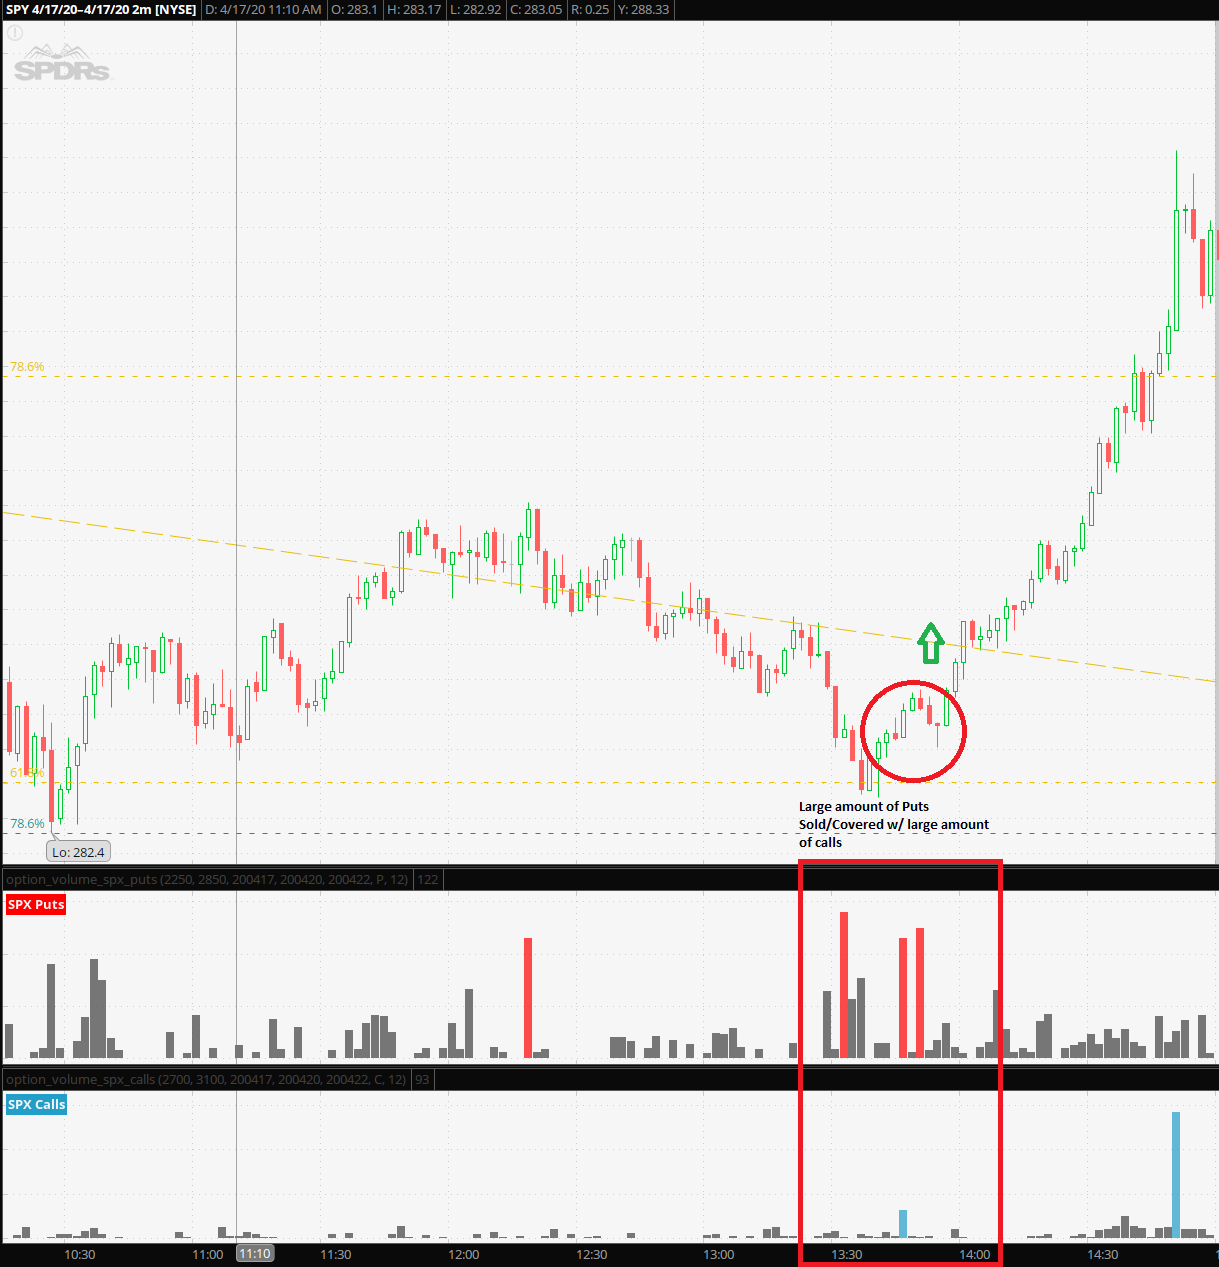 SPY 4/17/20–4/17/20 2m [NYSE] D: 4/17/20 11:10 AM O: 283.1 H: 283.17 L: 282.92 C: 283.05 R: 0.25 Y: 288.33
SPDRs
78.6%
61.8%
78.6%
Lo: 282.4
Large amount of Puts
Sold/Covered w/ large amount
of calls
option_volume_spx_puts (2250, 2850, 200417, 200420, 200422, P, 12) 122
SPX Puts
option_volume_spx_calls (2700, 3100, 200417, 200420, 200422, C, 12) 93
SPX Calls
10:30 11:00 11:10 11:30 12:00 12:30 13:00 13:30 14:00 14:30